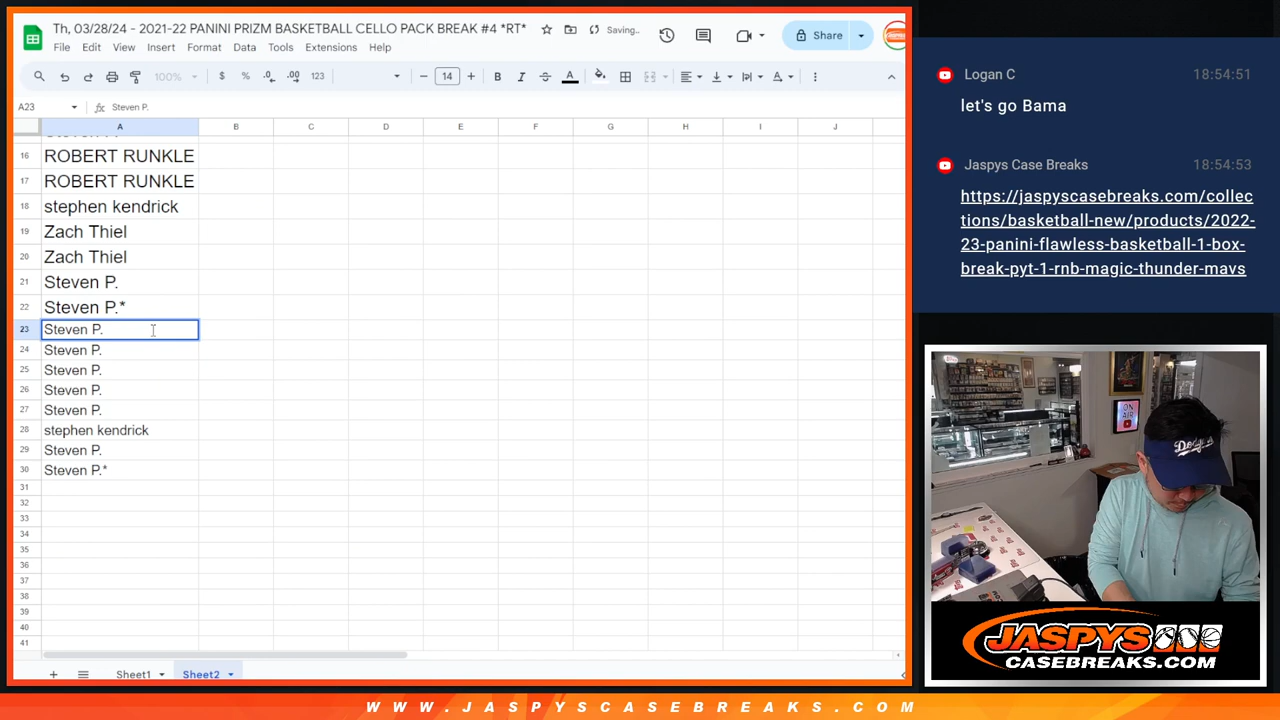 Th, 03/28/24 - 2021-22 PANINI PRIZM BASKETBALL CELLO PACK BREAK #4 *RT*
Saving..
Share
File Edit View Insert Format Data Tools Extensions Help
100% $ % .0 .00 123 14 B I A
A23 fx Steven P.
A B C D E F G H I J
16 ROBERT RUNKLE
17 ROBERT RUNKLE
18 stephen kendrick
19 Zach Thiel
20 Zach Thiel
21 Steven P.
22 Steven P.*
23 Steven P.
24 Steven P.
25 Steven P.
26 Steven P.
27 Steven P.
28 stephen kendrick
29 Steven P.
30 Steven P.*
31
32
33
34
35
36
37
38
39
40
41
Sheet1 Sheet2
Logan C 18:54:51
let's go Bama
Jaspys Case Breaks 18:54:53
https://jaspyscasebreaks.com/collec
tions/basketball-new/products/2022-
23-panini-flawless-basketball-1-box-
break-pyt-1-rnb-magic-thunder-mavs
ON
AIR
Dodgers
JASPYS
CASEBREAKS.COM
WWW.JASPYSCASEBREAKS.COM